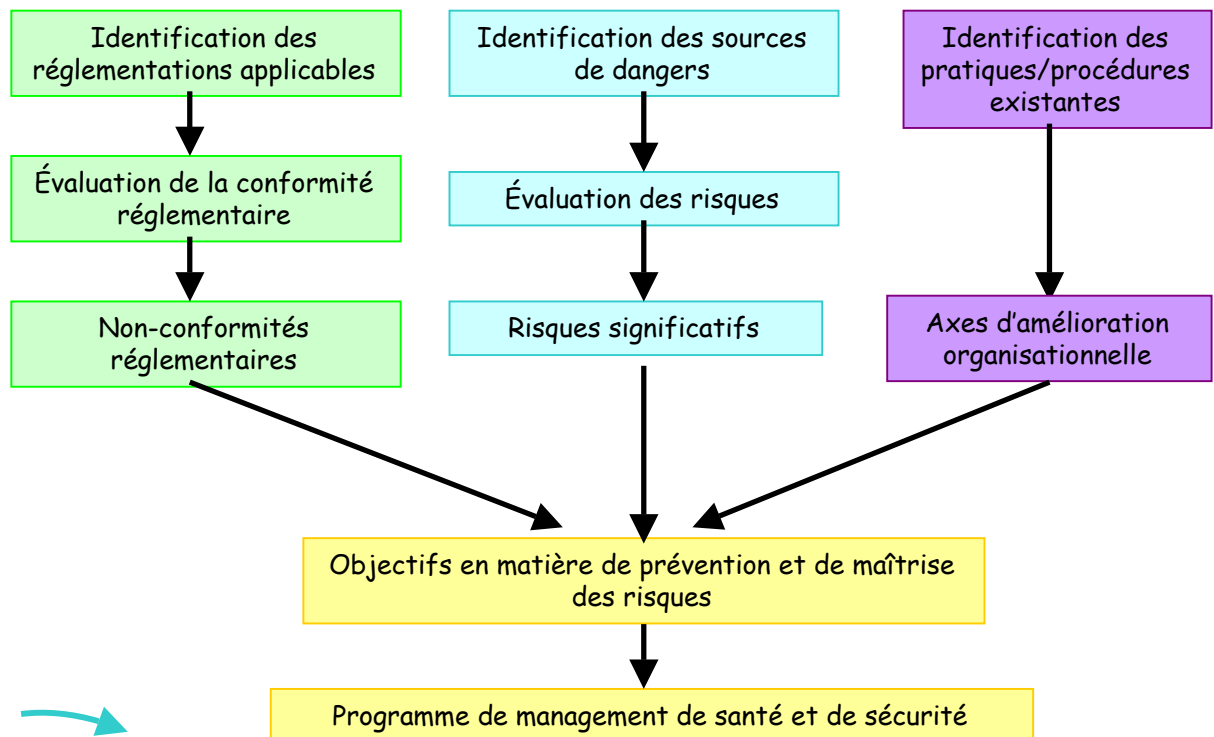 Identification des
réglementations applicables
Évaluation de la conformité
réglementaire
Non-conformités
réglementaires
Identification des sources
de dangers
Évaluation des risques
Risques significatifs
Identification des
pratiques/procédures
existantes
Axes d'amélioration
organisationnelle
Objectifs en matière de prévention et de maîtrise
des risques
Programme de management de santé et de sécurité